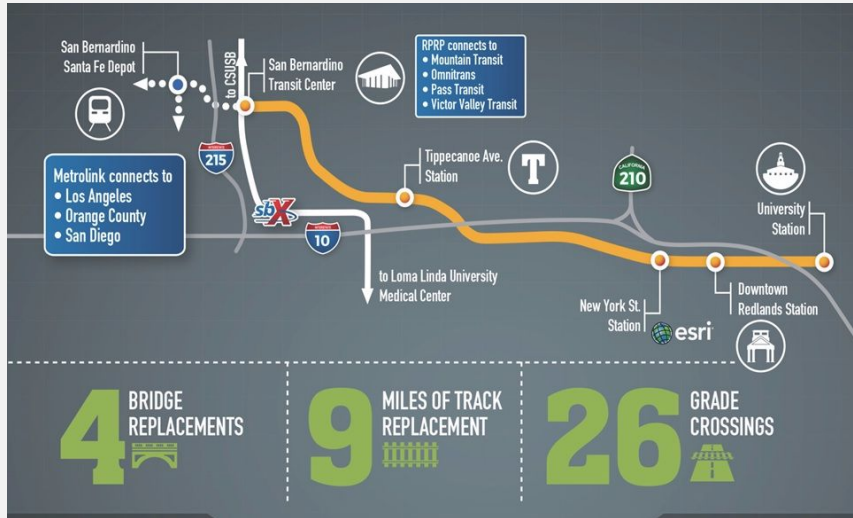 San Bernardino
Santa Fe Depot
to CSUSB
San Bernardino
Transit Center
RPRP connects to
• Mountain Transit
• Omnitrans
• Pass Transit
• Victor Valley Transit
INTERSTATE
215
Metrolink connects to
• Los Angeles
• Orange County
• San Diego
sbX
INTERSTATE
10
Tippecanoe Ave.
Station
T
CALIFORNIA
210
University
Station
to Loma Linda University
Medical Center
New York St.
Station
esri
Downtown
Redlands Station
4 BRIDGE
REPLACEMENTS
9 MILES OF TRACK
REPLACEMENT
26 GRADE
CROSSINGS